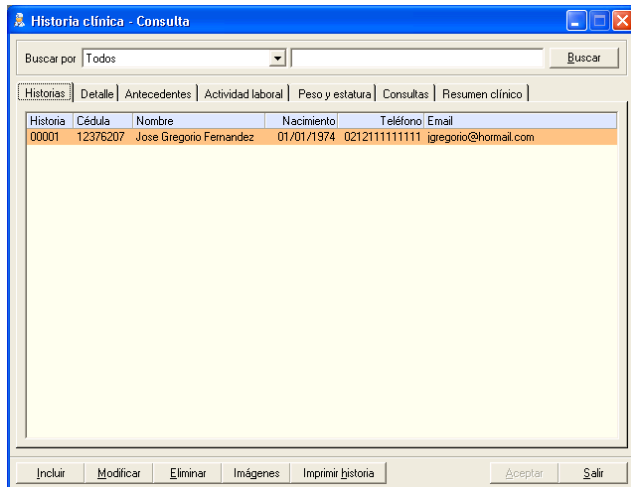 Historia clínica - Consulta
Buscar por Todos Buscar
Historias Detalle Antecedentes Actividad laboral Peso y estatura Consultas Resumen clínico
Historia Cédula Nombre Nacimiento Teléfono Email
00001 12376207 Jose Gregorio Fernandez 01/01/1974 0212111111111 jgregorio@hormail.com
Incluir Modificar Eliminar Imágenes Imprimir historia Aceptar Salir